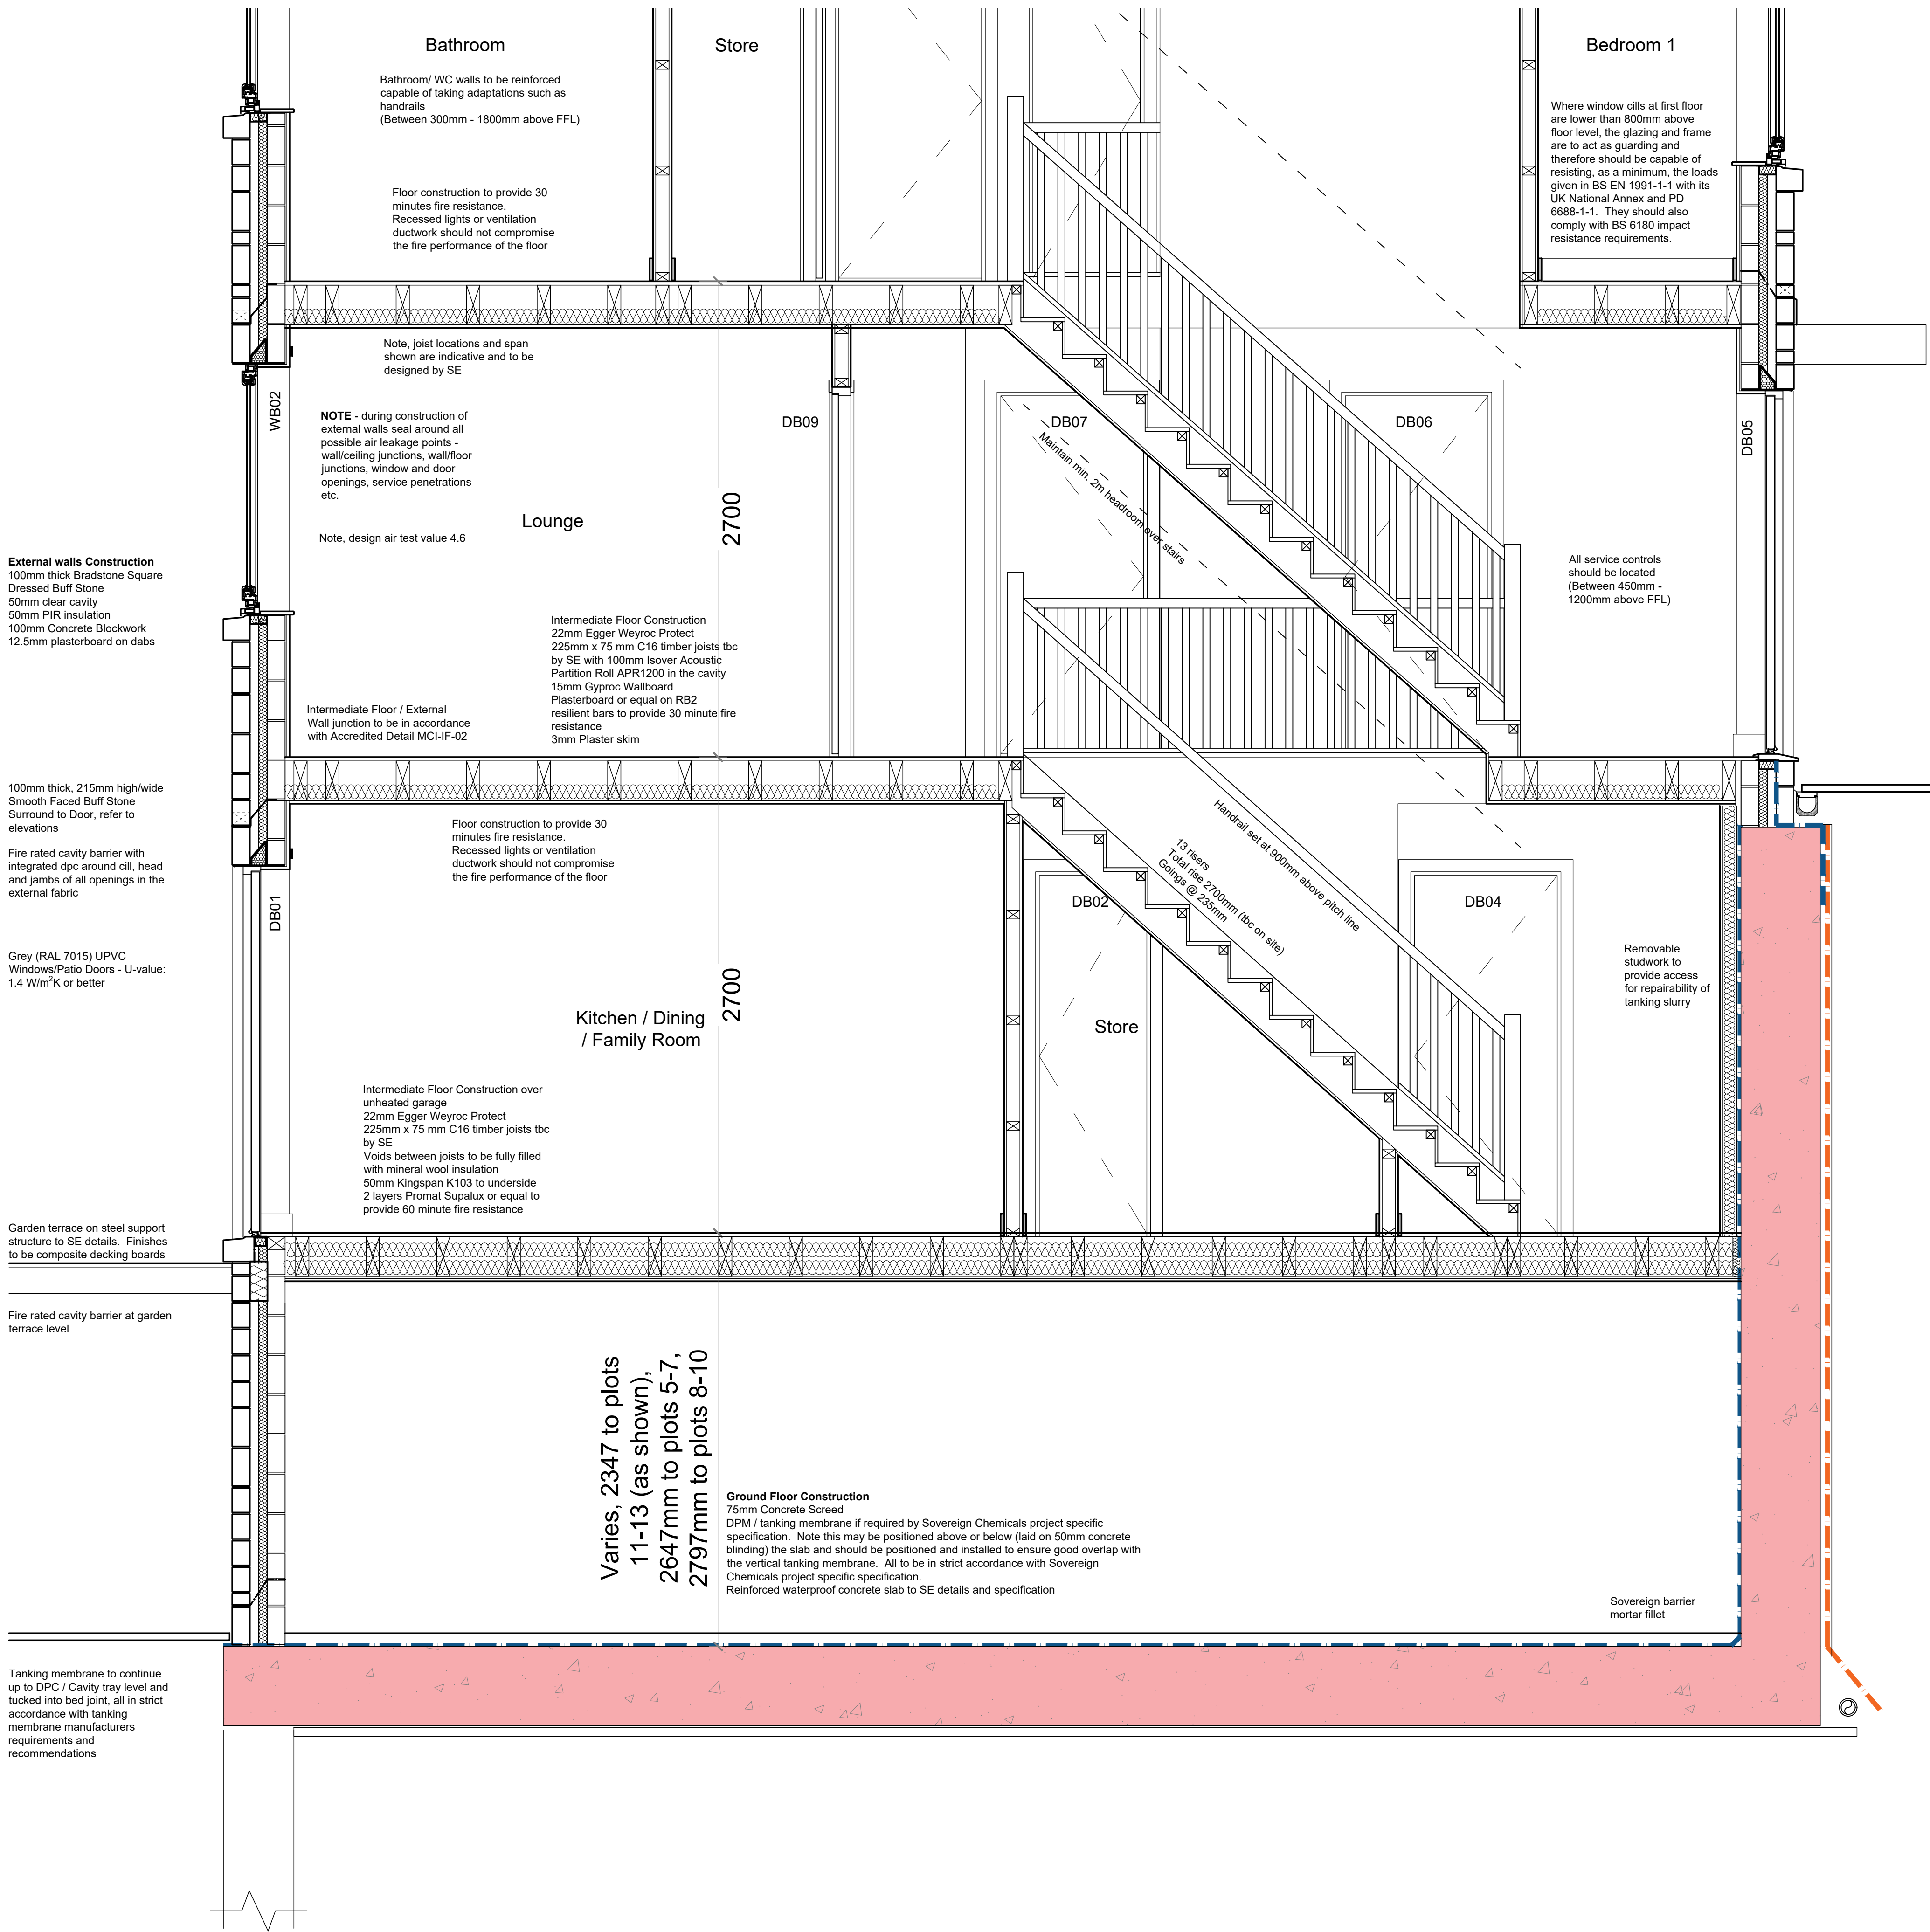 Bathroom
Store
Bedroom 1
Bathroom/ WC walls to be reinforced
capable of taking adaptations such as
handrails
(Between 300mm - 1800mm above FFL)
Where window cills at first floor
are lower than 800mm above
floor level, the glazing and frame
are to act as guarding and
therefore should be capable of
resisting, as a minimum, the loads
given in BS EN 1991-1-1 with its
UK National Annex and PD
6688-1-1.  They should also
comply with BS 6180 impact
resistance requirements.
Floor construction to provide 30
minutes fire resistance.
Recessed lights or ventilation
ductwork should not compromise
the fire performance of the floor
Note, joist locations and span
shown are indicative and to be
designed by SE
WB02
NOTE - during construction of
external walls seal around all
possible air leakage points -
wall/ceiling junctions, wall/floor
junctions, window and door
openings, service penetrations
etc.
DB09
DB07
DB06
DB05
Maintain min. 2m headroom over stairs
2700
Lounge
Note, design air test value 4.6
External walls Construction
100mm thick Bradstone Square
Dressed Buff Stone
50mm clear cavity
50mm PIR insulation
100mm Concrete Blockwork
12.5mm plasterboard on dabs
All service controls
should be located
(Between 450mm -
1200mm above FFL)
Intermediate Floor Construction
22mm Egger Weyroc Protect
225mm x 75 mm C16 timber joists tbc
by SE with 100mm Isover Acoustic
Partition Roll APR1200 in the cavity
15mm Gyproc Wallboard
Plasterboard or equal on RB2
resilient bars to provide 30 minute fire
resistance
3mm Plaster skim
Intermediate Floor / External
Wall junction to be in accordance
with Accredited Detail MCI-IF-02
100mm thick, 215mm high/wide
Smooth Faced Buff Stone
Surround to Door, refer to
elevations
Fire rated cavity barrier with
integrated dpc around cill, head
and jambs of all openings in the
external fabric
Floor construction to provide 30
minutes fire resistance.
Recessed lights or ventilation
ductwork should not compromise
the fire performance of the floor
Handrail set at 900mm above pitch line
13 risers
Total rise 2700mm (tbc on site)
Goings @ 235mm
DB01
DB02
DB04
Grey (RAL 7015) UPVC
Windows/Patio Doors - U-value:
1.4 W/m²K or better
Removable
studwork to
provide access
for repairability of
tanking slurry
2700
Kitchen / Dining
/ Family Room
Store
Intermediate Floor Construction over
unheated garage
22mm Egger Weyroc Protect
225mm x 75 mm C16 timber joists tbc
by SE
Voids between joists to be fully filled
with mineral wool insulation
50mm Kingspan K103 to underside
2 layers Promat Supalux or equal to
provide 60 minute fire resistance
Garden terrace on steel support
structure to SE details.  Finishes
to be composite decking boards
Fire rated cavity barrier at garden
terrace level
Varies, 2347 to plots
11-13 (as shown),
2647mm to plots 5-7,
2797mm to plots 8-10
Ground Floor Construction
75mm Concrete Screed
DPM / tanking membrane if required by Sovereign Chemicals project specific
specification.  Note this may be positioned above or below (laid on 50mm concrete
blinding) the slab and should be positioned and installed to ensure good overlap with
the vertical tanking membrane.  All to be in strict accordance with Sovereign
Chemicals project specific specification.
Reinforced waterproof concrete slab to SE details and specification
Sovereign barrier
mortar fillet
Tanking membrane to continue
up to DPC / Cavity tray level and
tucked into bed joint, all in strict
accordance with tanking
membrane manufacturers
requirements and
recommendations